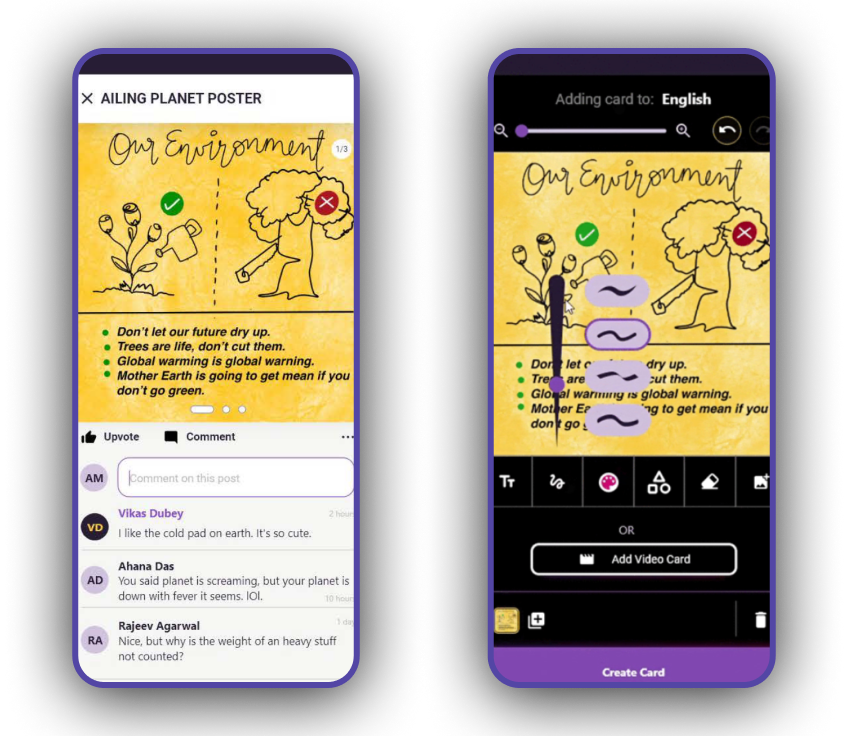 AILING PLANET POSTER
Our Environment
1/3
Don't let our future dry up.
Trees are life, don't cut them.
Global warming is global warning.
Mother Earth is going to get mean if you
don't go green.
Upvote
Comment
AM
Comment on this post
VD
Vikas Dubey
2 hour
I like the cold pad on earth. It's so cute.
AD
Ahana Das
You said planet is screaming, but your planet is
down with fever it seems. lOl.
10 hour
RA
Rajeev Agarwal
1 da
Nice, but why is the weight of an heavy stuff
not counted?
Adding card to: English
Our Environment
Don't let dry up.
Trees are cut them.
Global warming is global warning.
Mother Ea ng to get mean if you
don't go
Tт
OR
Add Video Card
Create Card